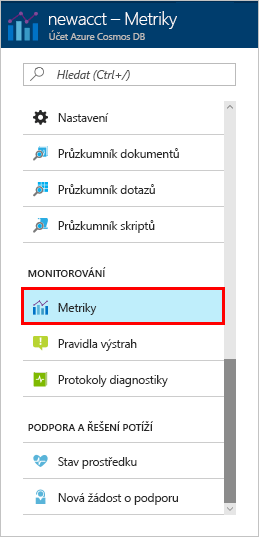 newacct – Metriky
Účet Azure Cosmos DB
Hledat (Ctrl+/)
Nastavení
Průzkumník dokumentů
Průzkumník dotazů
Průzkumník skriptů
MONITOROVÁNÍ
Metriky
Pravidla výstrah
Protokoly diagnostiky
PODPORA A ŘEŠENÍ POTÍŽÍ
Stav prostředku
Nová žádost o podporu